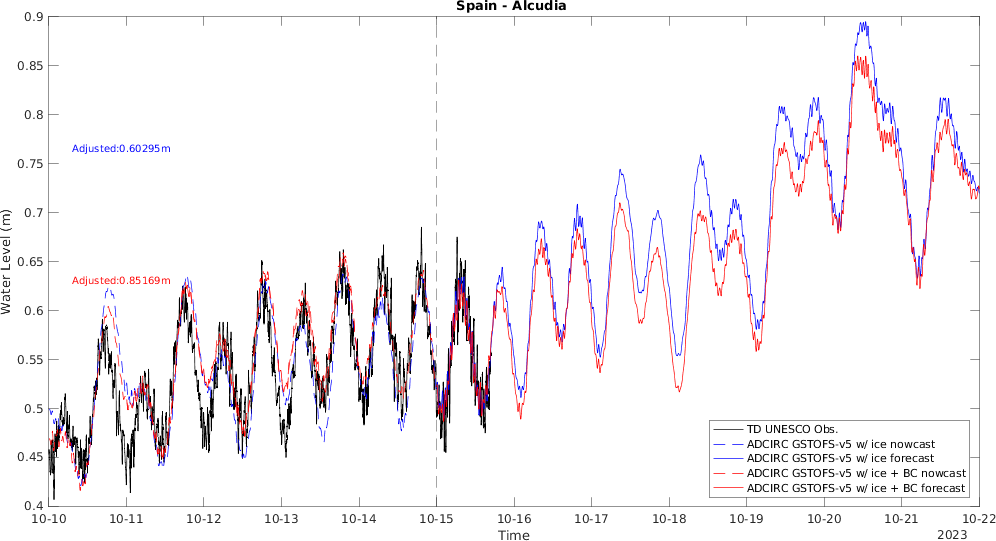 Spain - Alcudia
0.9
0.85
0.8
0.75
0.7
0.65
0.6
0.55
0.5
0.45
0.4
Water Level (m)
Adjusted:0.60295m
Adjusted:0.85169m
TD UNESCO Obs.
ADCIRC GSTOFS-v5 w/ ice nowcast
ADCIRC GSTOFS-v5 w/ ice forecast
ADCIRC GSTOFS-v5 w/ ice + BC nowcast
ADCIRC GSTOFS-v5 w/ ice + BC forecast
10-10 10-11 10-12 10-13 10-14 10-15 10-16 10-17 10-18 10-19 10-20 10-21 10-22
Time
2023